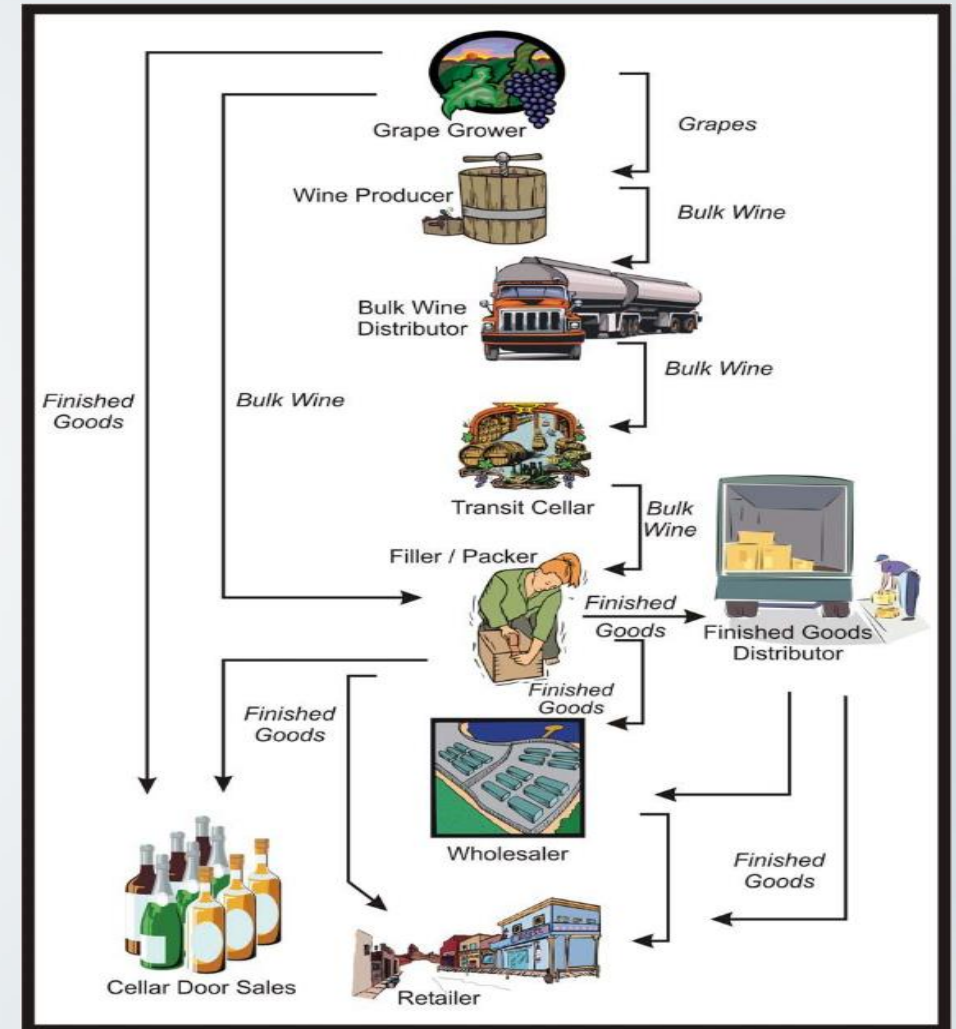 Grape Grower
Grapes
Wine Producer
Bulk Wine
Bulk Wine
Distributor
Bulk Wine
Finished
Goods
Bulk Wine
Transit Cellar
Bulk
Wine
Filler / Packer
Finished
Goods
Finished Goods
Distributor
Finished
Goods
Finished
Goods
Wholesaler
Finished
Goods
Cellar Door Sales
Retailer